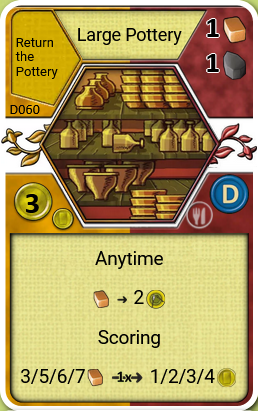 Return
the
Pottery
Large Pottery
1
1
D060
3
D
Anytime
→ 2
Scoring
3/5/6/7 -1x→ 1/2/3/4